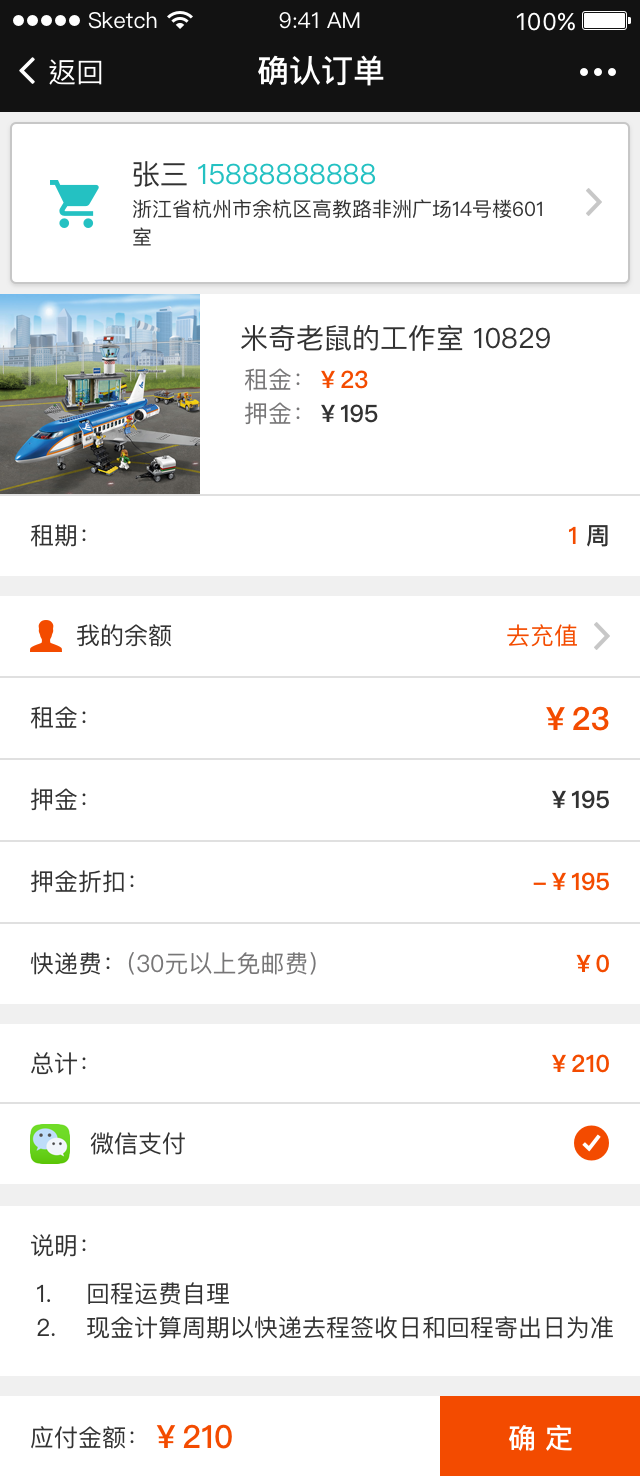 Sketch 9:41 AM 100%
返回 确认订单
张三 15888888888
浙江省杭州市余杭区高教路非洲广场14号楼601
室
米奇老鼠的工作室 10829
租金： ¥ 23
押金： ¥ 195
租期： 1 周
我的余额 去充值
租金： ¥ 23
押金： ¥ 195
押金折扣： – ¥ 195
快递费：（30元以上免邮费） ¥ 0
总计： ¥ 210
微信支付
说明：
1. 回程运费自理
2. 现金计算周期以快递去程签收日和回程寄出日为准
应付金额： ¥ 210 确 定